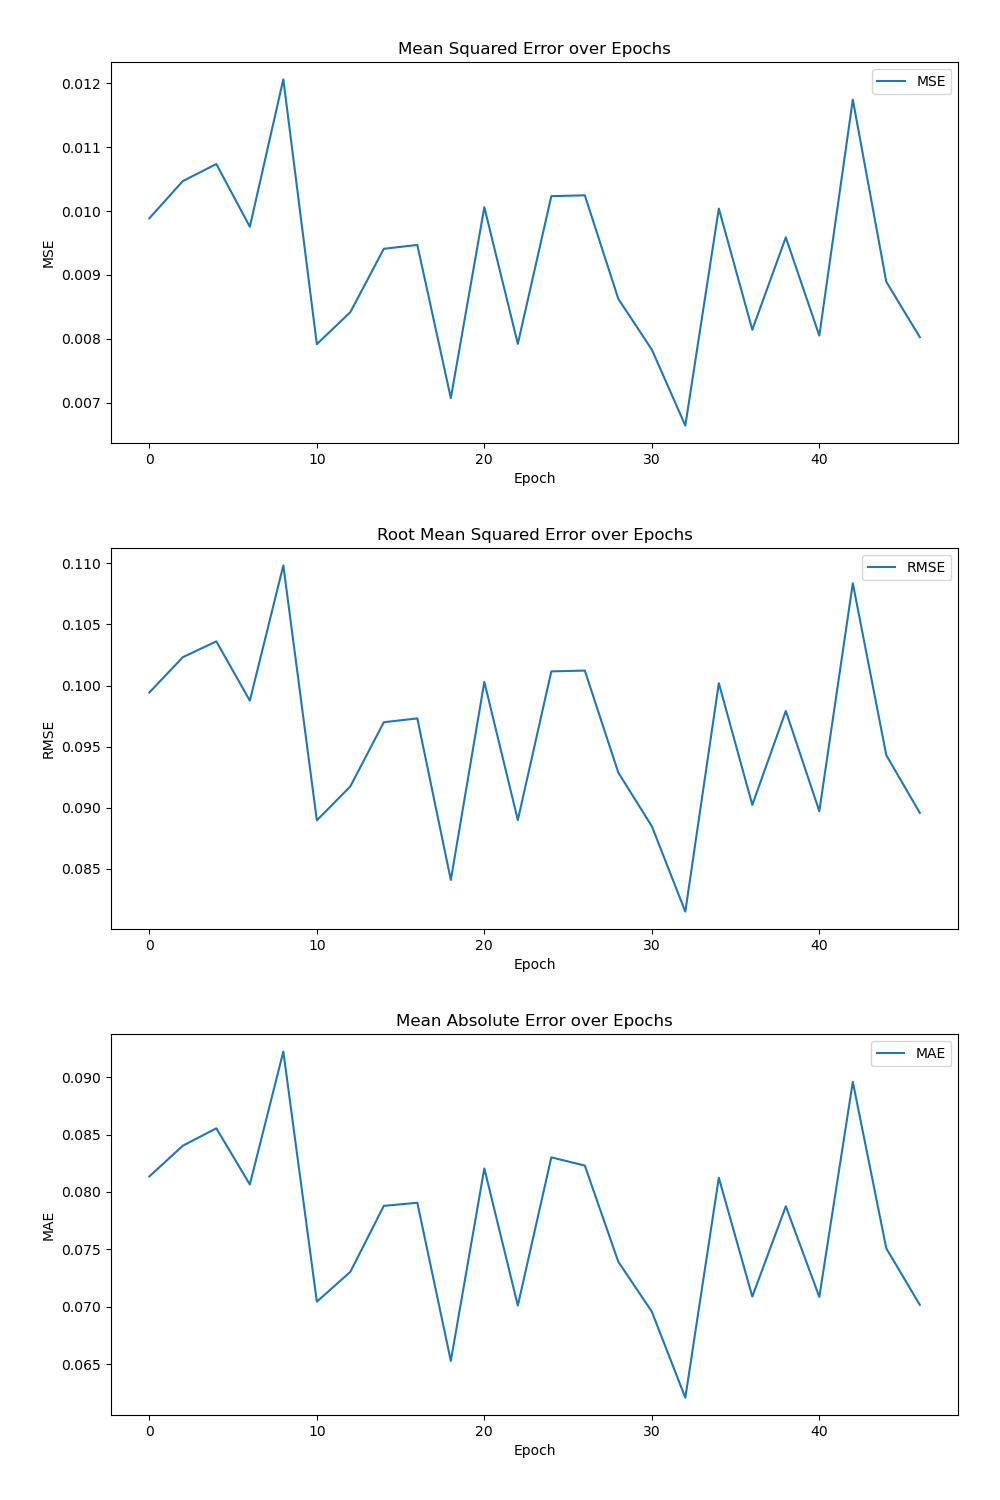 Mean Squared Error over Epochs
MSE
0.012
0.011
0.010
0.009
0.008
0.007
MSE
0 10 20 30 40
Epoch
Root Mean Squared Error over Epochs
RMSE
0.110
0.105
0.100
0.095
0.090
0.085
RMSE
0 10 20 30 40
Epoch
Mean Absolute Error over Epochs
MAE
0.090
0.085
0.080
0.075
0.070
0.065
MAE
0 10 20 30 40
Epoch